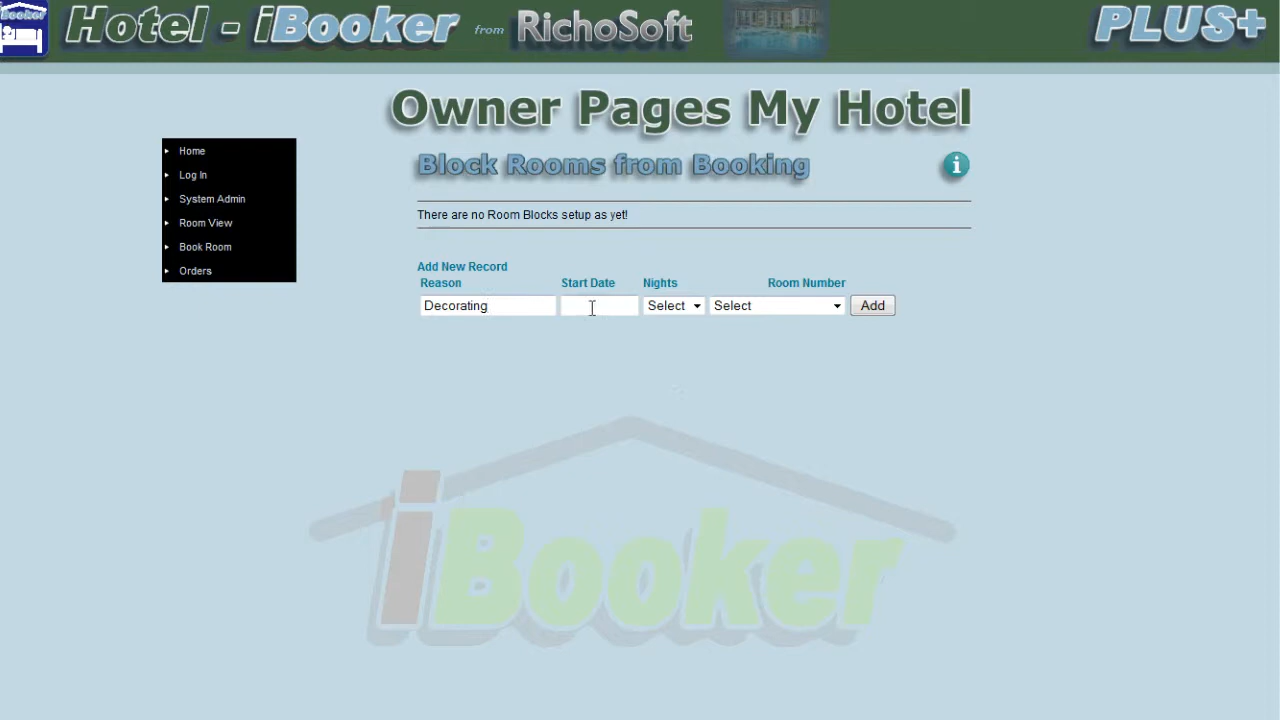 Booker
Hotel - iBooker from RichoSoft
PLUS+
Owner Pages My Hotel
Home
Log In
System Admin
Room View
Book Room
Orders
Block Rooms from Booking
i
There are no Room Blocks setup as yet!
Add New Record
Reason Start Date Nights Room Number
Decorating Select Select Add
iBooker